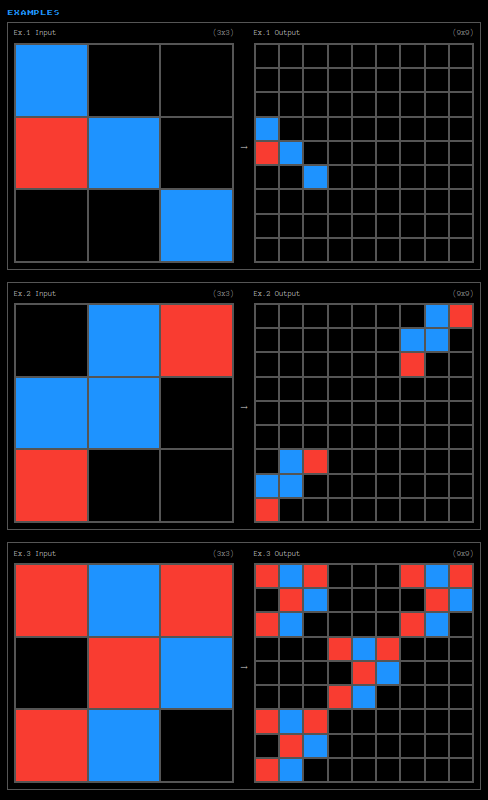 EXAMPLES
Ex.1 Input (3x3) Ex.1 Output (9x9)
→
Ex.2 Input (3x3) Ex.2 Output (9x9)
→
Ex.3 Input (3x3) Ex.3 Output (9x9)
→